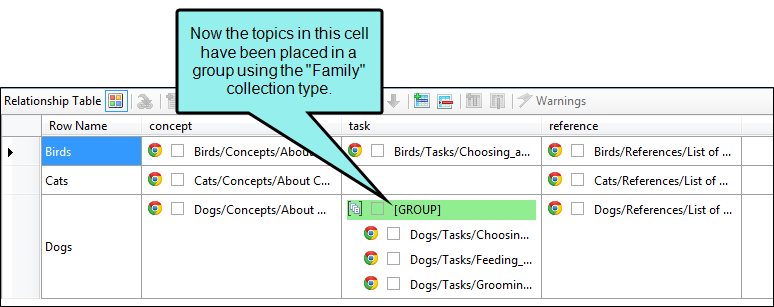 Now the topics in this cell
have been placed in a
group using the "Family"
collection type.
Relationship Table
Warnings
Row Name concept task reference
Birds Birds/Concepts/About ... Birds/Tasks/Choosing_a... Birds/References/List of ...
Cats Cats/Concepts/About C... Cats/References/List of ...
Dogs/Concepts/About ... [GROUP] Dogs/References/List of ...
Dogs/Tasks/Choosin...
Dogs Dogs/Tasks/Feeding_...
Dogs/Tasks/Groomin...